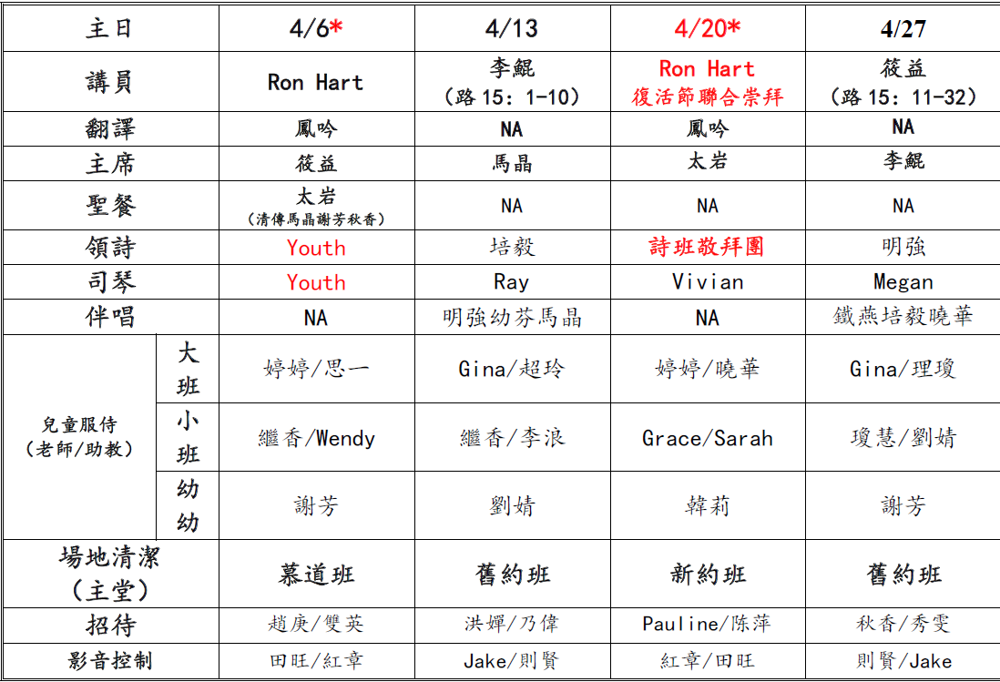 主日 4/6* 4/13 4/20* 4/27
講員 Ron Hart 李鯤 Ron Hart 筱益
(路15: 1-10) 復活節聯合崇拜 (路15: 11-32)
翻譯 鳳吟 NA 鳳吟 NA
主席 筱益 馬晶 太岩 李鯤
聖餐 太岩 NA NA NA
(清傳馬晶謝芳秋香)
領詩 Youth 培毅 詩班敬拜團 明強
司琴 Youth Ray Vivian Megan
伴唱 NA 明強幼芬馬晶 NA 鐵燕培毅曉華
兒童服侍
(老師/助教)
大班 婷婷/思一 Gina/超玲 婷婷/曉華 Gina/理瓊
小班 繼香/Wendy 繼香/李浪 Grace/Sarah 瓊慧/劉婧
幼幼 謝芳 劉婧 韓莉 謝芳
場地清潔
(主堂) 慕道班 舊約班 新約班 舊約班
招待 趙庚/雙英 洪嬋/乃偉 Pauline/陈萍 秋香/秀雯
影音控制 田旺/紅章 Jake/則賢 紅章/田旺 則賢/Jake